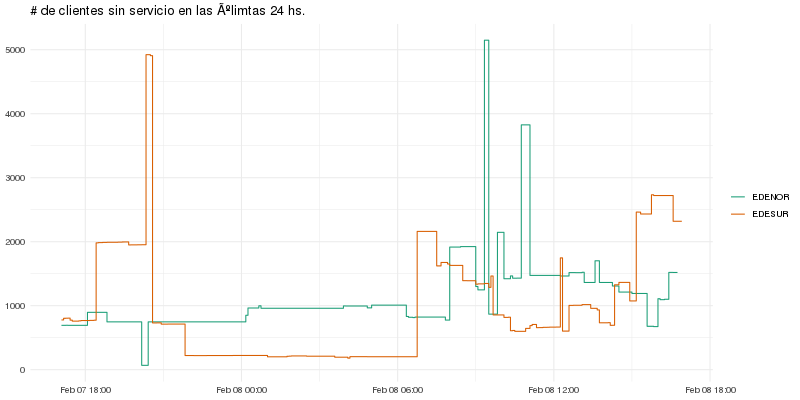 # de clientes sin servicio en las Ãºlimtas 24 hs.
5000
4000
3000
2000
1000
0
Feb 07 18:00
Feb 08 00:00
Feb 08 06:00
Feb 08 12:00
Feb 08 18:00
EDENOR
EDESUR